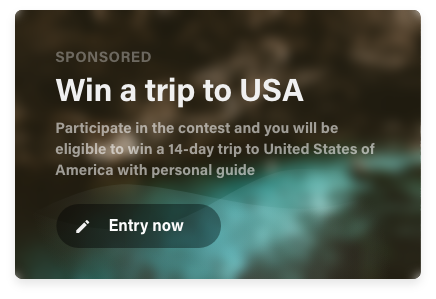 SPONSORED
Win a trip to USA
Participate in the contest and you will be
eligible to win a 14-day trip to United States of
America with personal guide
Entry now